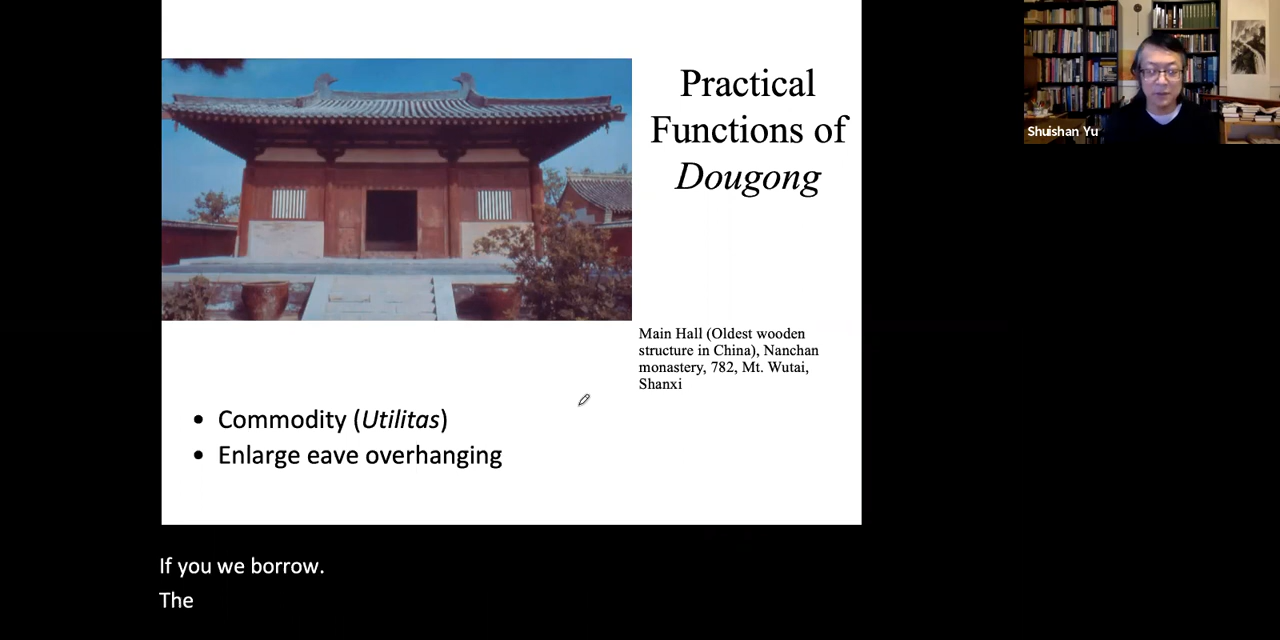 Practical
Functions of
Dougong
Shuishan Yu
Main Hall (Oldest wooden
structure in China), Nanchan
monastery, 782, Mt. Wutai,
Shanxi
• Commodity (Utilitas)
• Enlarge eave overhanging
If you we borrow.
The